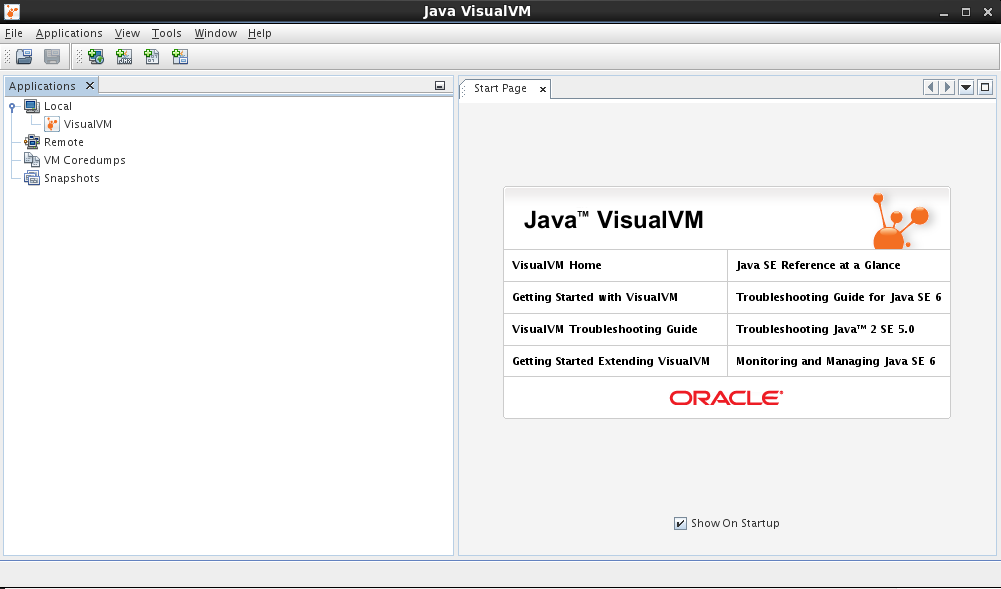 Java VisualVM
File Applications View Tools Window Help
Applications
Local
VisualVM
Remote
VM Coredumps
Snapshots
Start Page
Java™ VisualVM
VisualVM Home
Java SE Reference at a Glance
Getting Started with VisualVM
Troubleshooting Guide for Java SE 6
VisualVM Troubleshooting Guide
Troubleshooting Java™ 2 SE 5.0
Getting Started Extending VisualVM
Monitoring and Managing Java SE 6
ORACLE
Show On Startup